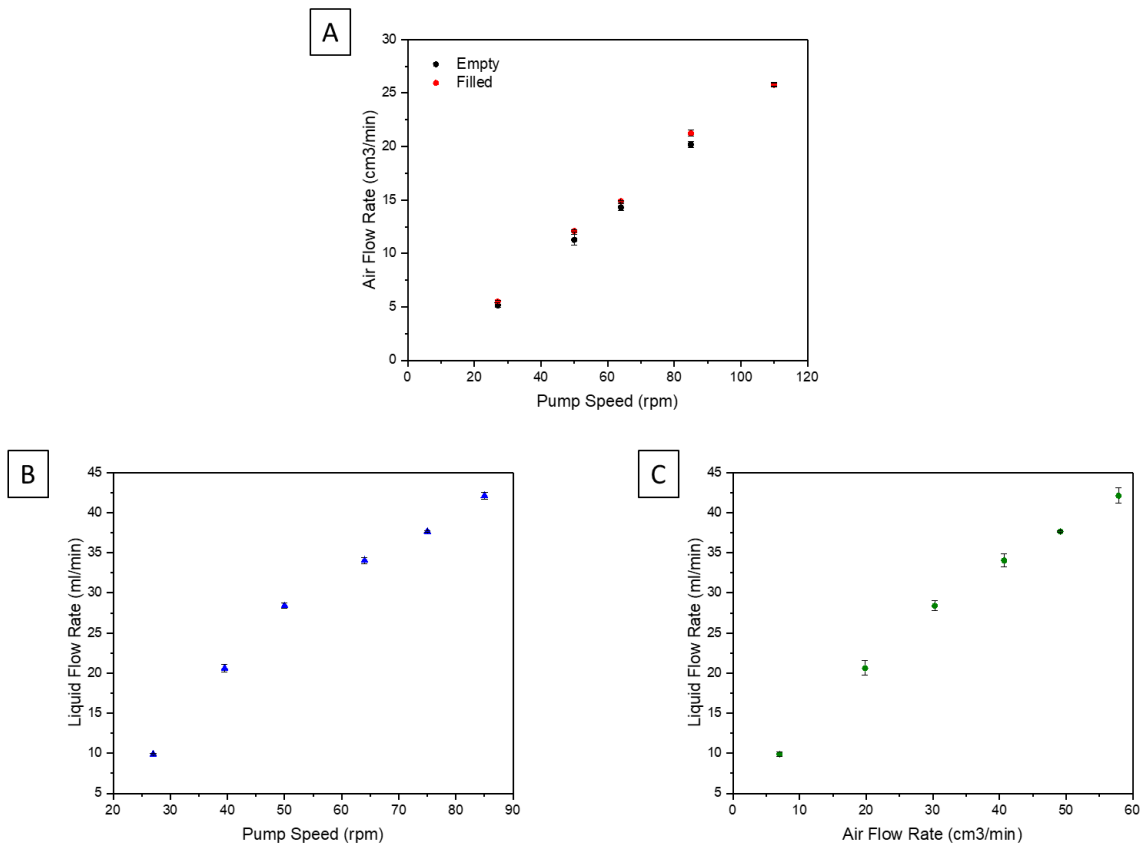 A
Air Flow Rate (cm3/min)
30
25
20
15
10
5
0
Empty
Filled
0 20 40 60 80 100 120
Pump Speed (rpm)
B
Liquid Flow Rate (ml/min)
45
40
35
30
25
20
15
10
5
20 30 40 50 60 70 80 90
Pump Speed (rpm)
C
Liquid Flow Rate (ml/min)
45
40
35
30
25
20
15
10
5
0 10 20 30 40 50 60
Air Flow Rate (cm3/min)